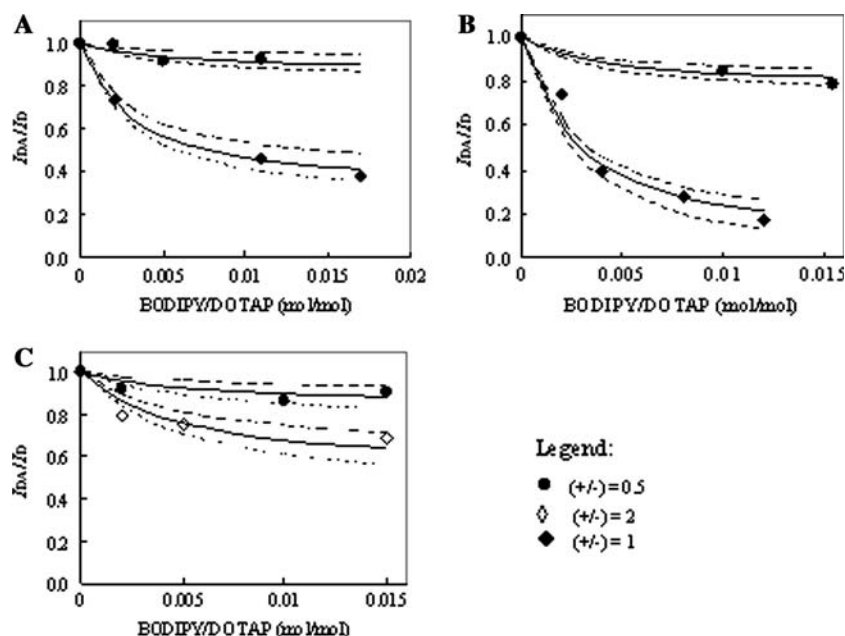 A
1.0
0.8
0.6
0.4
0.2
0.0
IDA/ID
0
0.005
0.01
0.015
0.02
BODIPY/DOTAP (mol/mol)
B
1.0
0.8
0.6
0.4
0.2
0.0
IDA/ID
0
0.005
0.01
0.015
BODIPY/DOTAP (mol/mol)
C
1.0
0.8
0.6
0.4
0.2
0.0
IDA/ID
0
0.005
0.01
0.015
BODIPY/DOTAP (mol/mol)
Legend:
(+/-) = 0.5
(+/-) = 2
(+/-) = 1